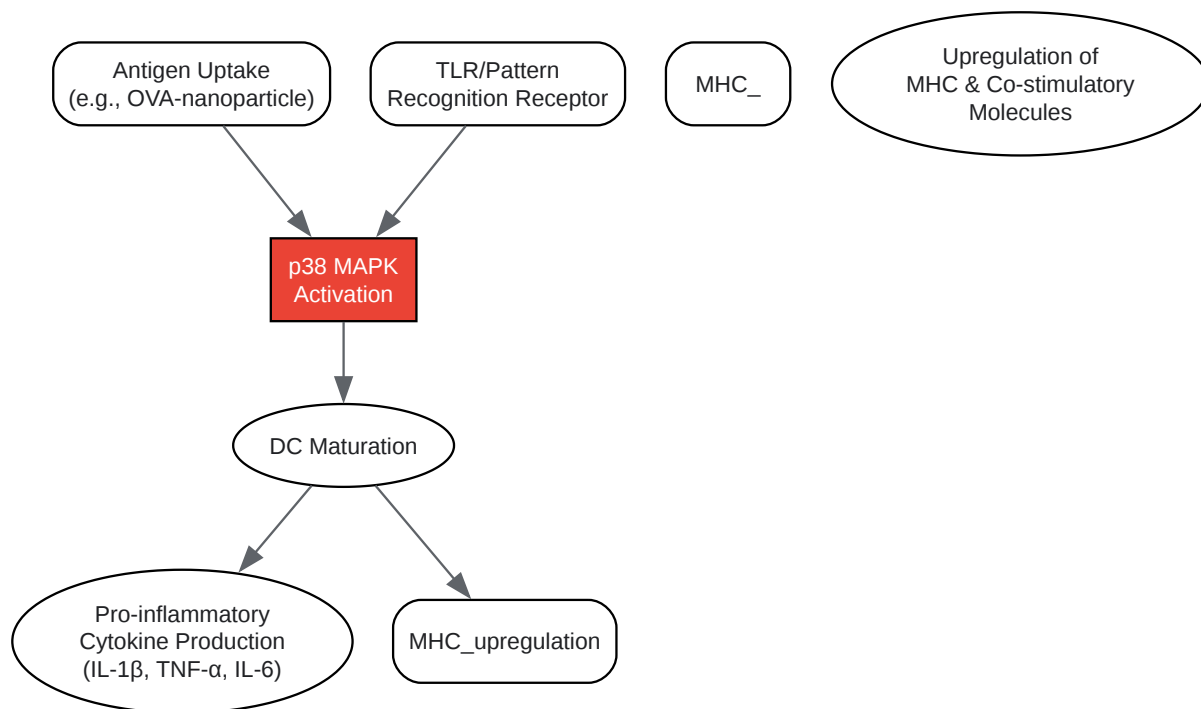 Antigen Uptake
(e.g., OVA-nanoparticle)
TLR/Pattern
Recognition Receptor
MHC_
Upregulation of
MHC & Co-stimulatory
Molecules
p38 MAPK
Activation
DC Maturation
Pro-inflammatory
Cytokine Production
(IL-1β, TNF-α, IL-6)
MHC_upregulation